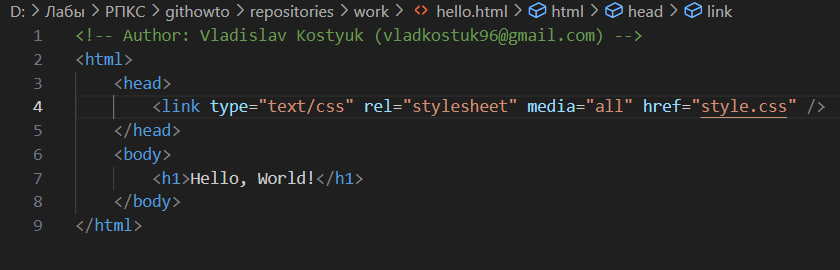 D: > Лабы > РПКС > githowto > repositories > work > <> hello.html > html > head > link
1 <!-- Author: Vladislav Kostyuk (vladkostuk96@gmail.com) -->
2 <html>
3 <head>
4 <link type="text/css" rel="stylesheet" media="all" href="style.css" />
5 </head>
6 <body>
7 <h1>Hello, World!</h1>
8 </body>
9 </html>